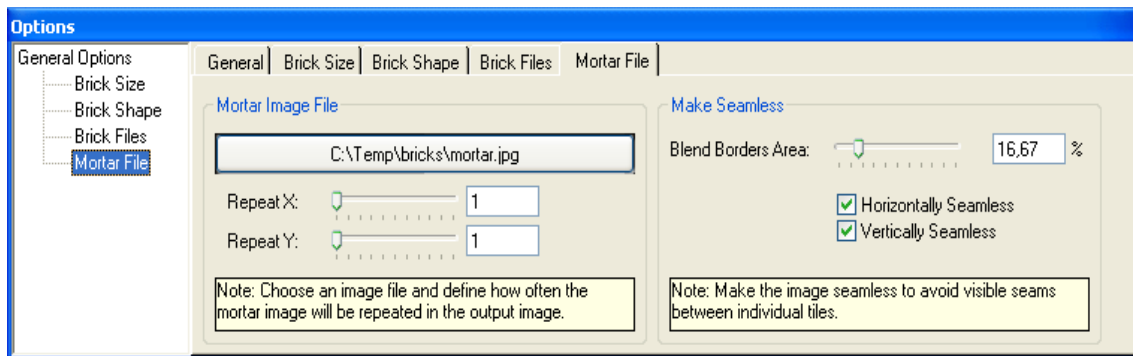 Options
General Options
Brick Size
Brick Shape
Brick Files
Mortar File
General
Brick Size
Brick Shape
Brick Files
Mortar File
Mortar Image File
C:\Temp\bricks\mortar.jpg
Repeat X:
1
Repeat Y:
1
Note: Choose an image file and define how often the
mortar image will be repeated in the output image.
Make Seamless
Blend Borders Area:
16,67
%
Horizontally Seamless
Vertically Seamless
Note: Make the image seamless to avoid visible seams
between individual tiles.